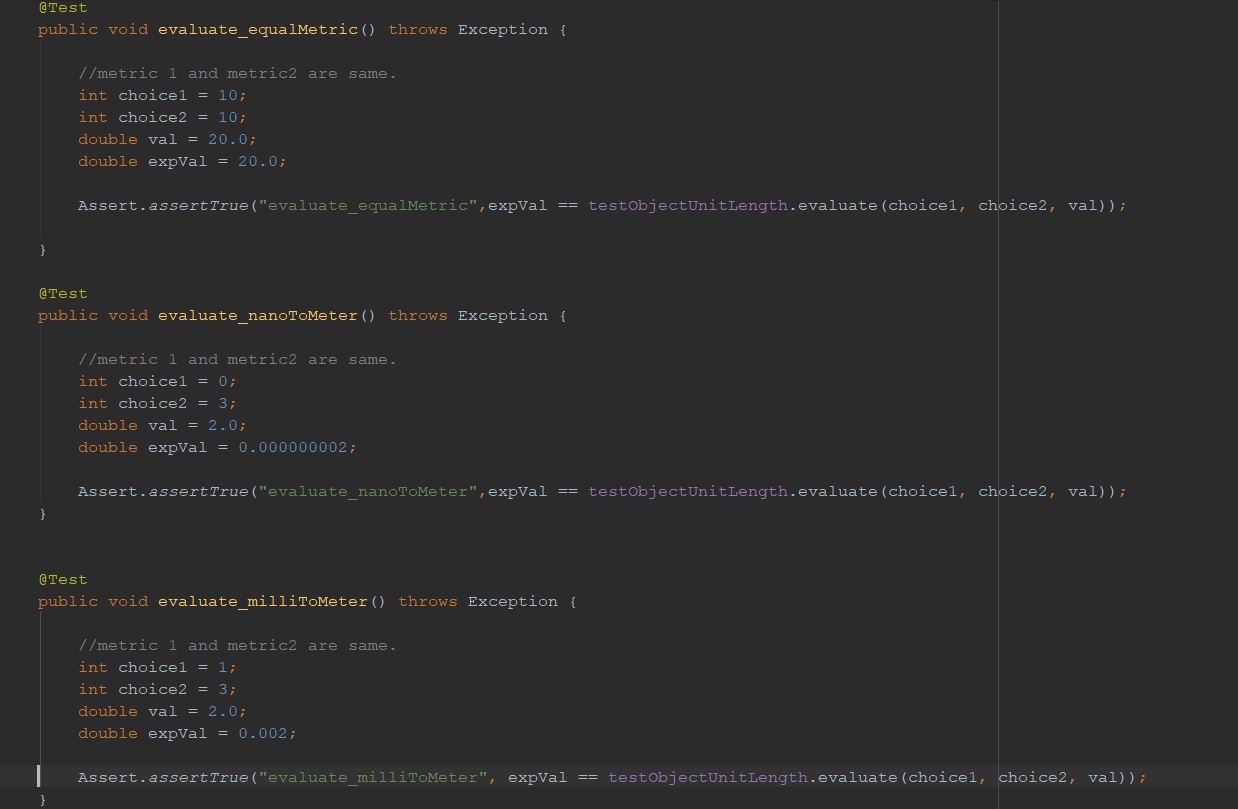 @Test
public void evaluate_equalMetric() throws Exception {
//metric 1 and metric2 are same.
int choice1 = 10;
int choice2 = 10;
double val = 20.0;
double expVal = 20.0;
Assert.assertTrue("evaluate_equalMetric",expVal == testObjectUnitLength.evaluate(choice1, choice2, val));
}
@Test
public void evaluate_nanoToMeter() throws Exception {
//metric 1 and metric2 are same.
int choice1 = 0;
int choice2 = 3;
double val = 2.0;
double expVal = 0.000000002;
Assert.assertTrue("evaluate_nanoToMeter",expVal == testObjectUnitLength.evaluate(choice1, choice2, val));
}
@Test
public void evaluate_milliToMeter() throws Exception {
//metric 1 and metric2 are same.
int choice1 = 1;
int choice2 = 3;
double val = 2.0;
double expVal = 0.002;
Assert.assertTrue("evaluate_milliToMeter", expVal == testObjectUnitLength.evaluate(choice1, choice2, val));
}